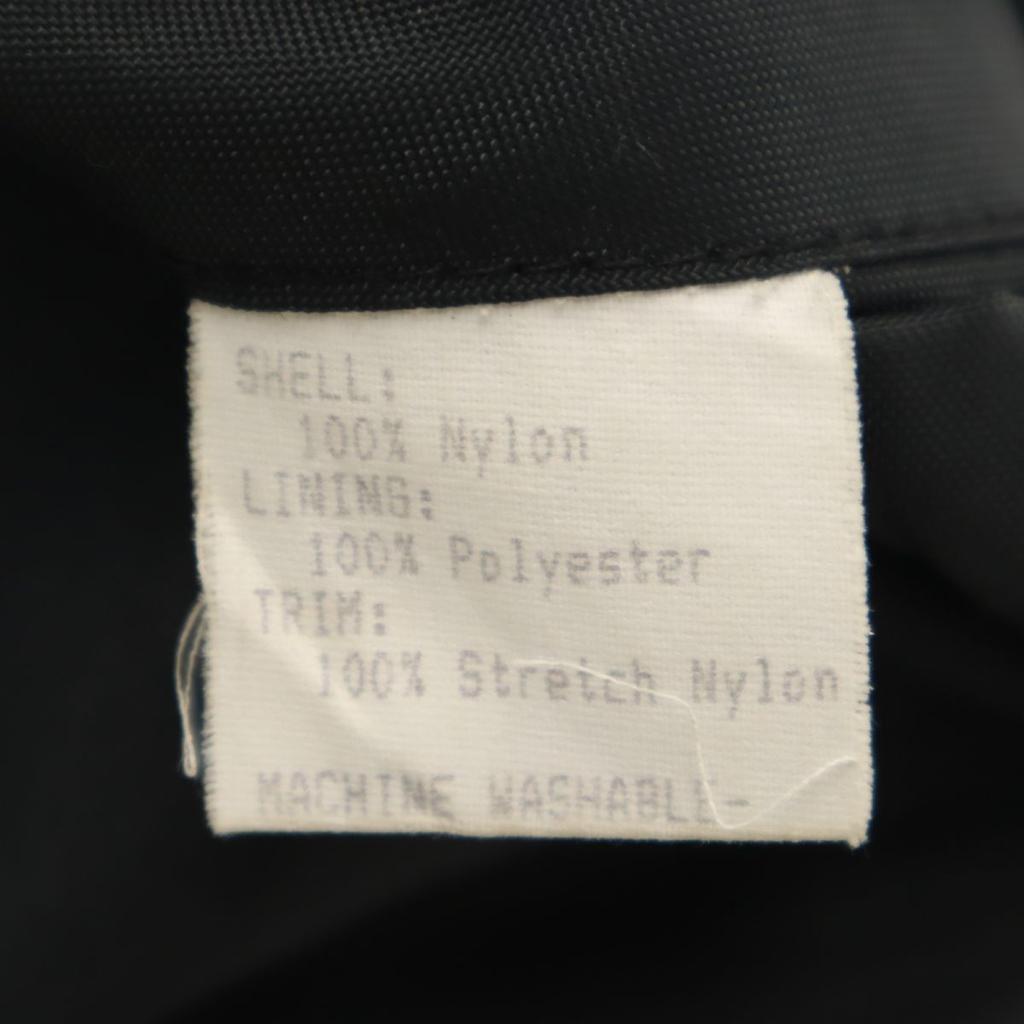 SHELL:
100% Nylon
LINING:
100% Polyester
TRIM:
100% Stretch Nylon
MACHINE WASHABLE-